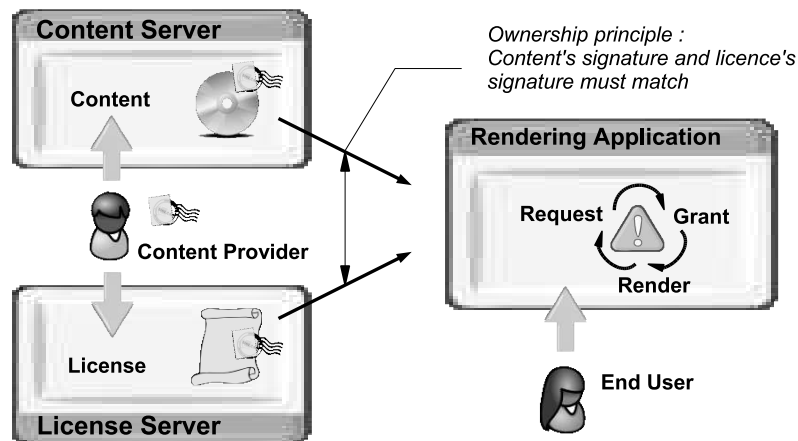 Content Server
Content
Ownership principle :
Content's signature and licence's
signature must match
Rendering Application
Request
Grant
Render
Content Provider
License
License Server
End User